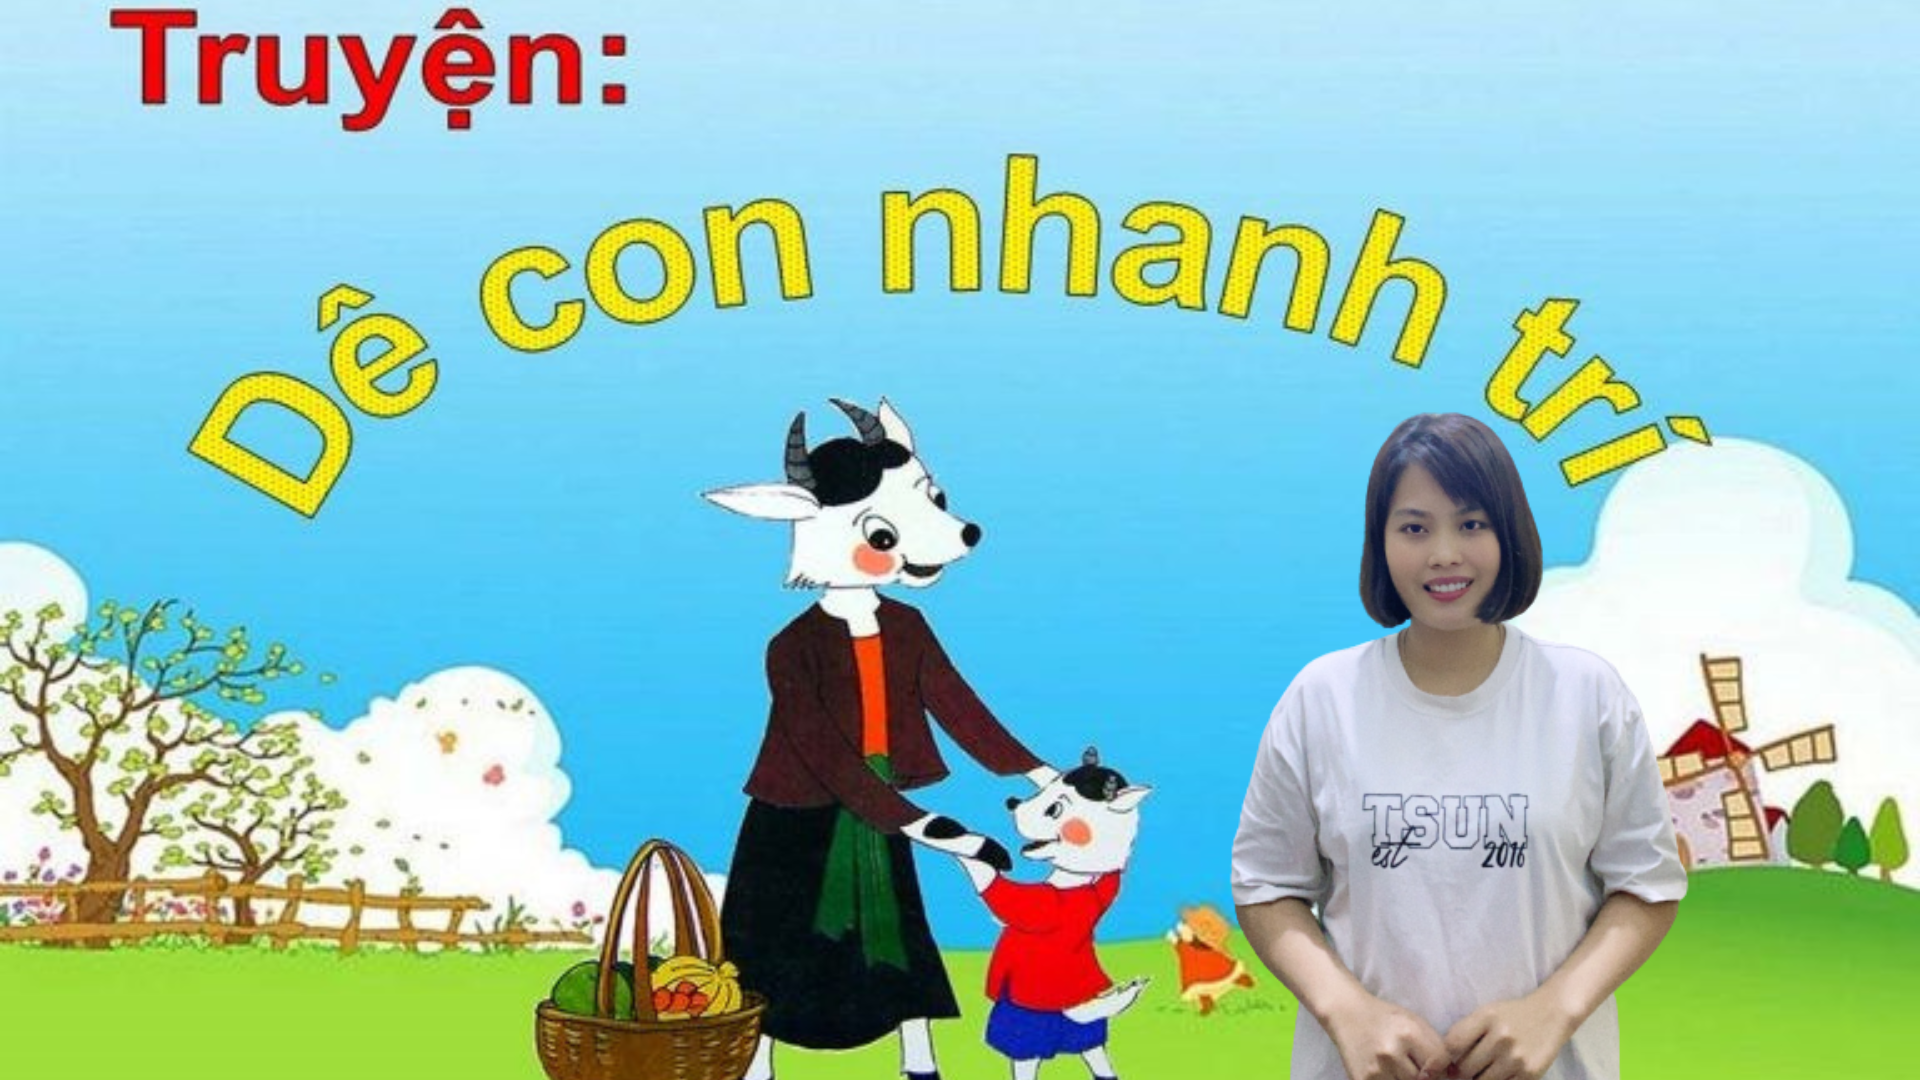 Truyện:
Dê con nhanh trí
TSUN
est 2016